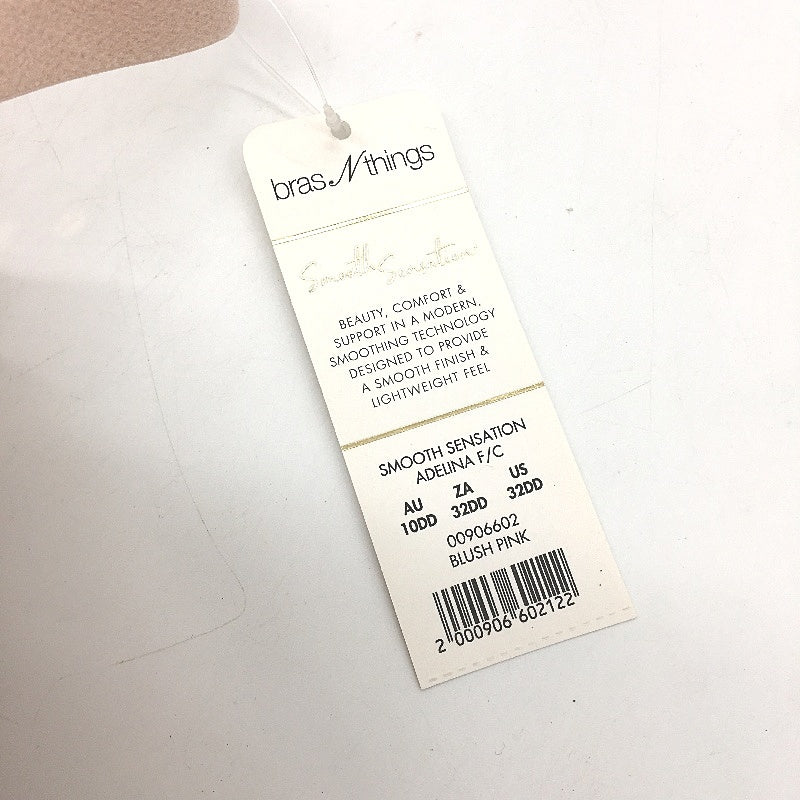 bras N things
Smooth Sensation
BEAUTY, COMFORT &
SUPPORT IN A MODERN,
SMOOTHING TECHNOLOGY
DESIGNED TO PROVIDE
A SMOOTH FINISH &
LIGHTWEIGHT FEEL
SMOOTH SENSATION
ADELINA F/C
AU ZA US
10DD 32DD 32DD
00906602
BLUSH PINK
2 000906 602122